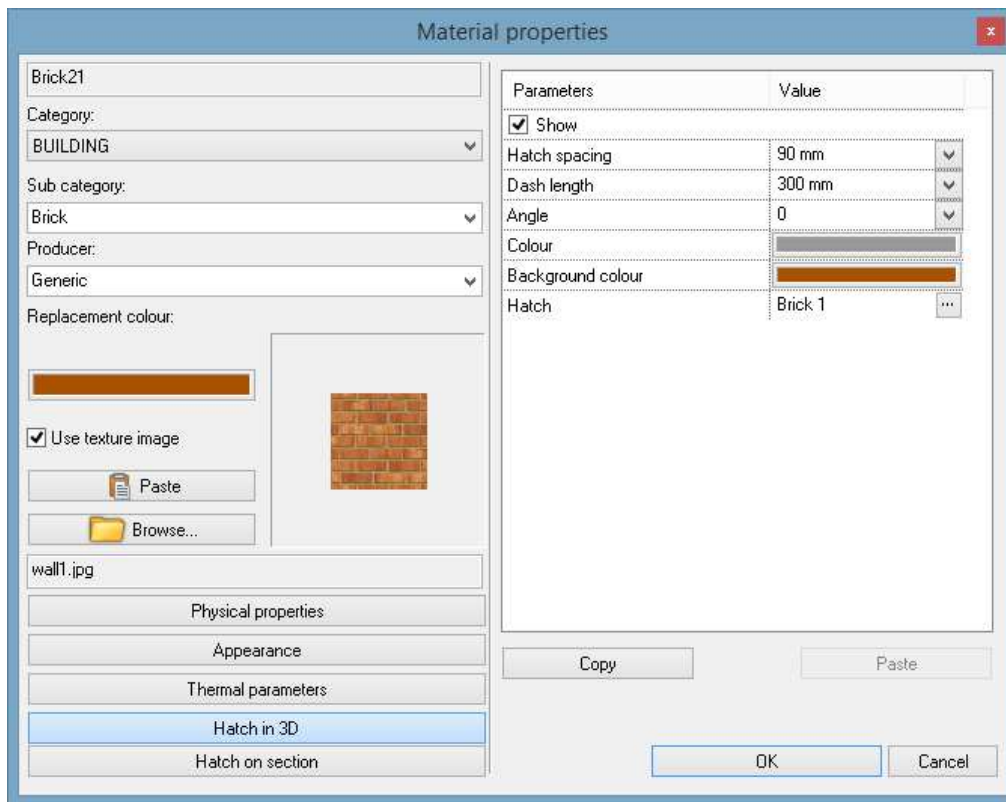 Material properties
x
Brick21
Category:
BUILDING
Sub category:
Brick
Producer:
Generic
Replacement colour:
Use texture image
Paste
Browse...
wall1.jpg
Physical properties
Appearance
Thermal parameters
Hatch in 3D
Hatch on section
Parameters Value
Show
Hatch spacing 90 mm
Dash length 300 mm
Angle 0
Colour
Background colour
Hatch Brick 1 ...
Copy Paste
OK Cancel